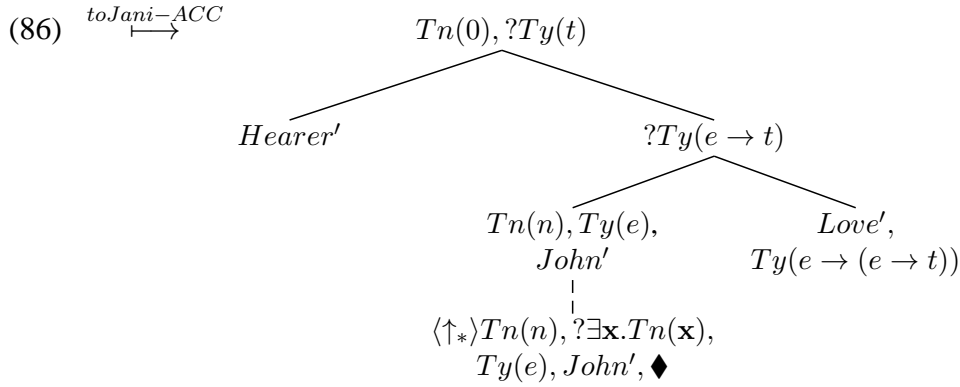 (86) toJani−ACC ⟼ Tn(0), ?Ty(t)
Hearer′ ?Ty(e → t)
Tn(n), Ty(e), Love′,
John′ Ty(e → (e → t))
⟨↑∗⟩Tn(n), ?∃x.Tn(x),
Ty(e), John′, ♦